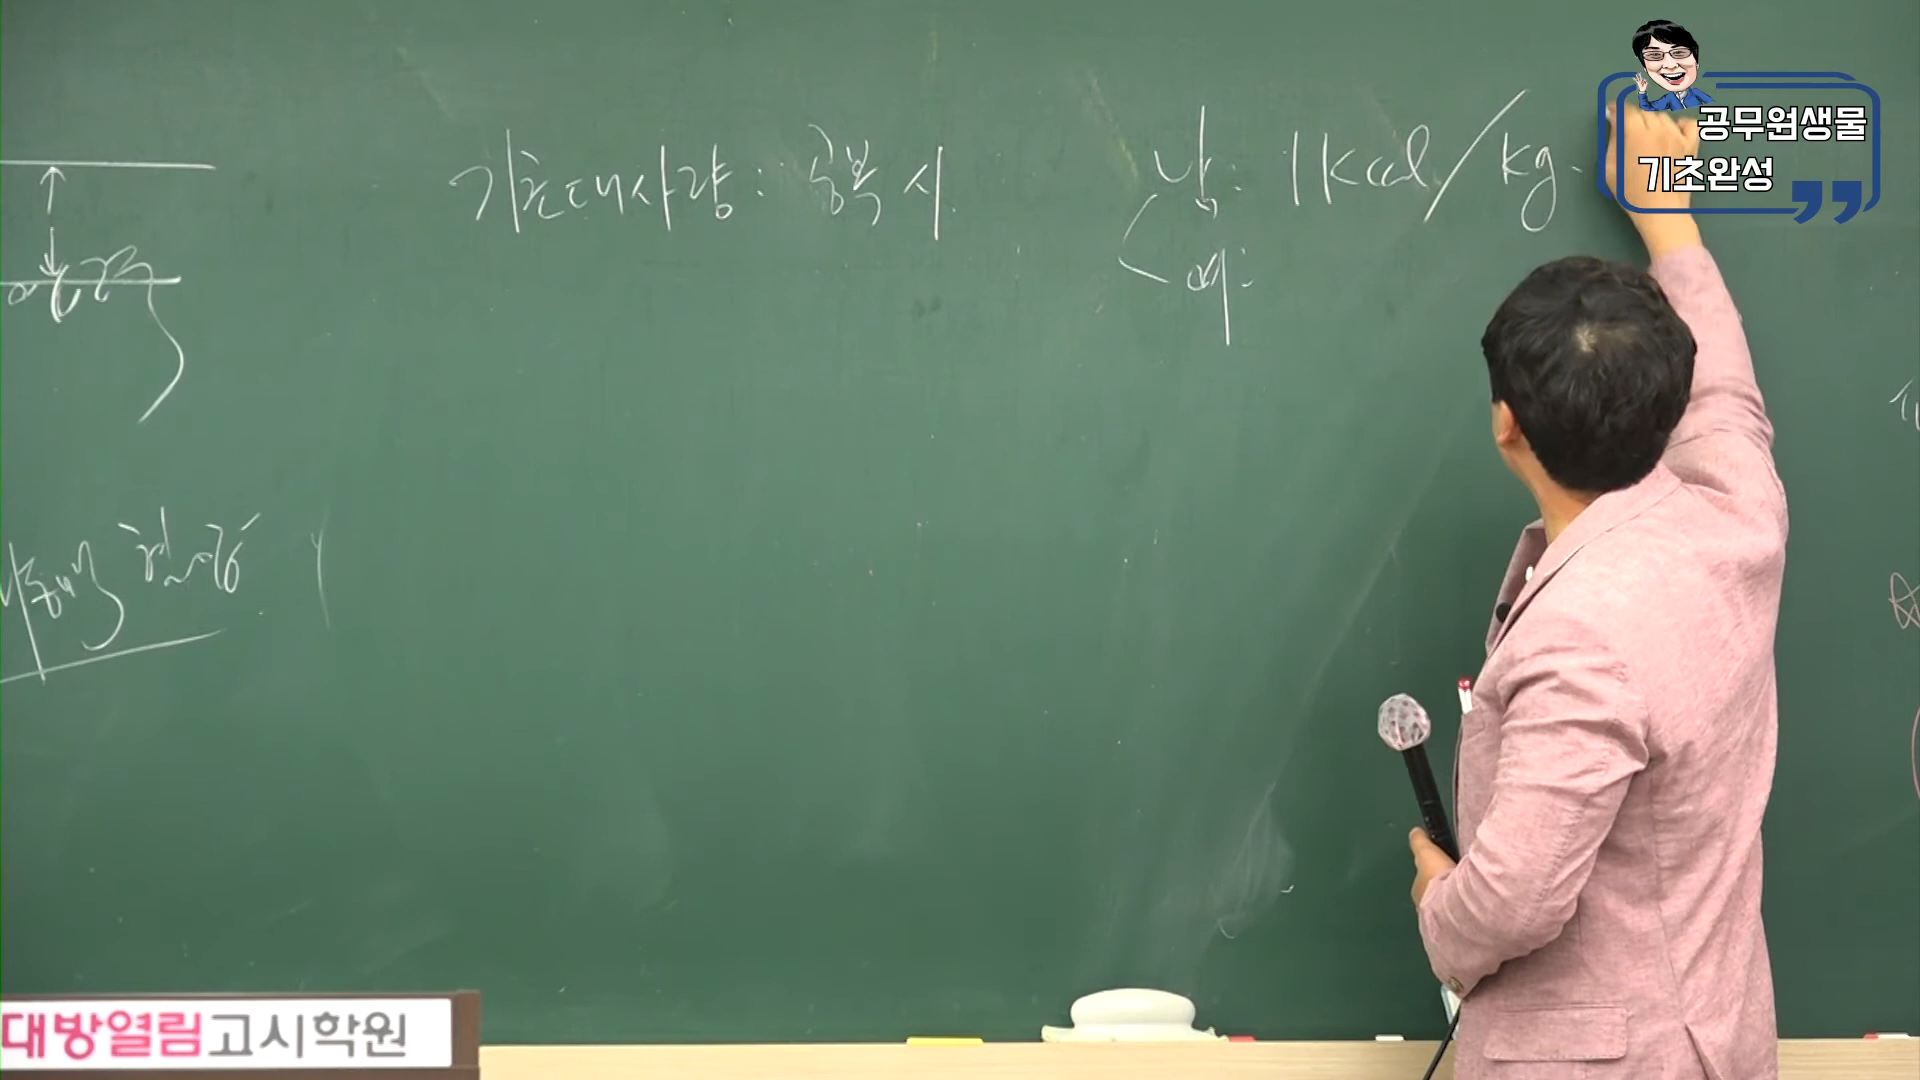 기초대사량: 공복 시
남: 1kcal/kg·
여:
공무원생물
기초완성
대방열림고시학원